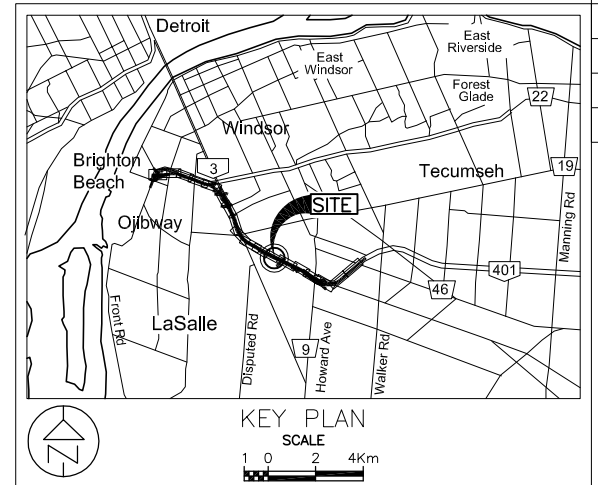 Detroit
East
Riverside
East
Windsor
Forest
Glade
22
Windsor
Brighton
Beach
3
Tecumseh
19
SITE
Manning Rd
Ojibway
401
46
Front Rd
LaSalle
Disputed Rd
9
Howard Ave
Walker Rd
N
KEY PLAN
SCALE
1 0 2 4Km